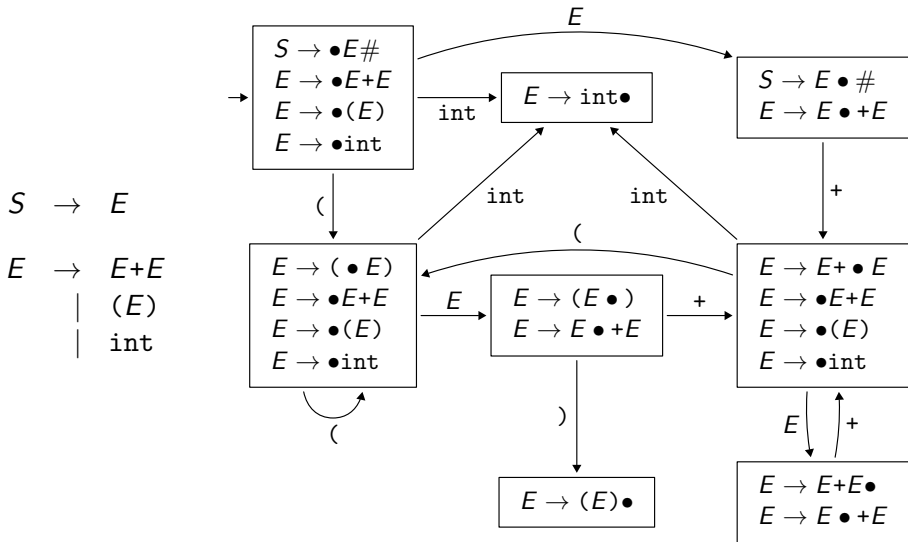 S → E
E → E+E
| (E)
| int
S → •E#
E → •E+E
E → •(E)
E → •int
E
int
E → int•
S → E • #
E → E • +E
(
int
int
+
(
E → ( • E)
E → •E+E
E → •(E)
E → •int
E
E → (E • )
E → E • +E
+
E → E+ • E
E → •E+E
E → •(E)
E → •int
(
)
E
+
E → (E)•
E → E+E•
E → E • +E